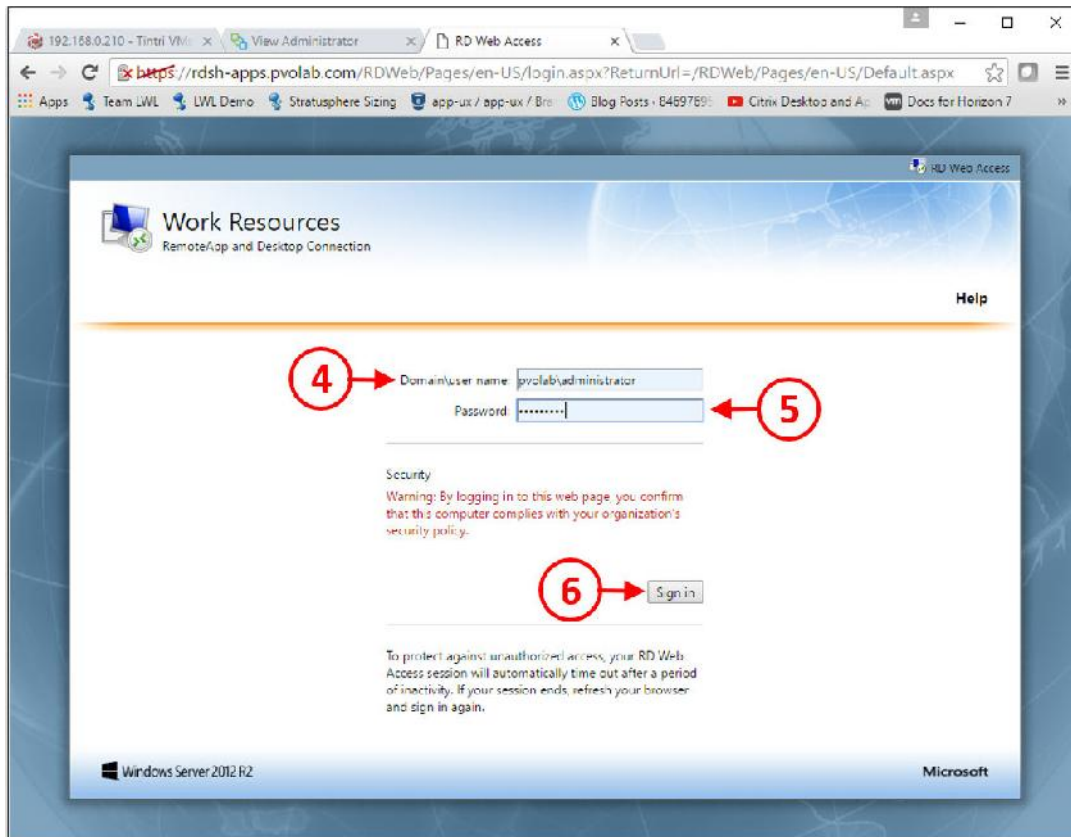 192.168.0.210 - Tintri VM
View Administrator
RD Web Access
https://rdsh-apps.pvolab.com/RDWeb/Pages/en-US/login.aspx?ReturnUrl=/RDWeb/Pages/en-US/Default.aspx
Apps Team LWL LWL Demo Stratusphere Sizing app-ux / app-ux / Bra Blog Posts Citrix Desktop and Ap Docs for Horizon 7 »
RD Web Access
Work Resources
RemoteApp and Desktop Connection
Help
4 Domain\user name: pvolab\administrator
Password: ••••••••• 5
Security
Warning: By logging in to this web page, you confirm
that this computer complies with your organization's
security policy.
6 Sign in
To protect against unauthorized access, your RD Web
Access session will automatically time out after a period
of inactivity. If your session ends, refresh your browser
and sign in again.
Windows Server 2012 R2
Microsoft